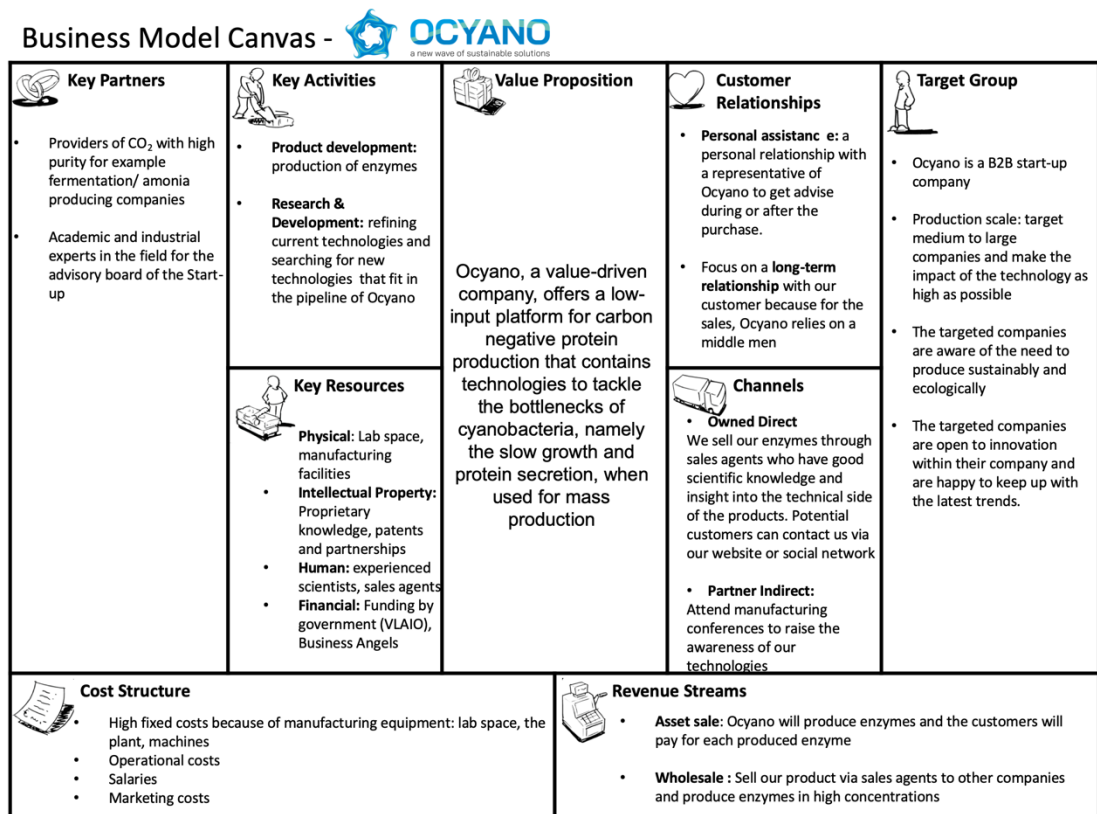 Business Model Canvas -
OCYANO
a new wave of sustainable solutions
Key Partners
• Providers of CO₂ with high
purity for example
fermentation/ amonia
producing companies
• Academic and industrial
experts in the field for the
advisory board of the Start-
up
Key Activities
• Product development:
production of enzymes
• Research &
Development: refining
current technologies and
searching for new
technologies that fit in
the pipeline of Ocyano
Key Resources
• Physical: Lab space,
manufacturing
facilities
• Intellectual Property:
Proprietary
knowledge, patents
and partnerships
• Human: experienced
scientists, sales agents
• Financial: Funding by
government (VLAIO),
Business Angels
Value Proposition
Ocyano, a value-driven
company, offers a low-
input platform for carbon
negative protein
production that contains
technologies to tackle
the bottlenecks of
cyanobacteria, namely
the slow growth and
protein secretion, when
used for mass
production
Customer
Relationships
• Personal assistanc e: a
personal relationship with
a representative of
Ocyano to get advise
during or after the
purchase.
• Focus on a long-term
relationship with our
customer because for the
sales, Ocyano relies on a
middle men
Channels
• Owned Direct
We sell our enzymes through
sales agents who have good
scientific knowledge and
insight into the technical side
of the products. Potential
customers can contact us via
our website or social network
• Partner Indirect:
Attend manufacturing
conferences to raise the
awareness of our
technologies
Target Group
• Ocyano is a B2B start-up
company
• Production scale: target
medium to large
companies and make the
impact of the technology as
high as possible
• The targeted companies
are aware of the need to
produce sustainably and
ecologically
• The targeted companies
are open to innovation
within their company and
are happy to keep up with
the latest trends.
Cost Structure
• High fixed costs because of manufacturing equipment: lab space, the
plant, machines
• Operational costs
• Salaries
• Marketing costs
Revenue Streams
• Asset sale: Ocyano will produce enzymes and the customers will
pay for each produced enzyme
• Wholesale : Sell our product via sales agents to other companies
and produce enzymes in high concentrations